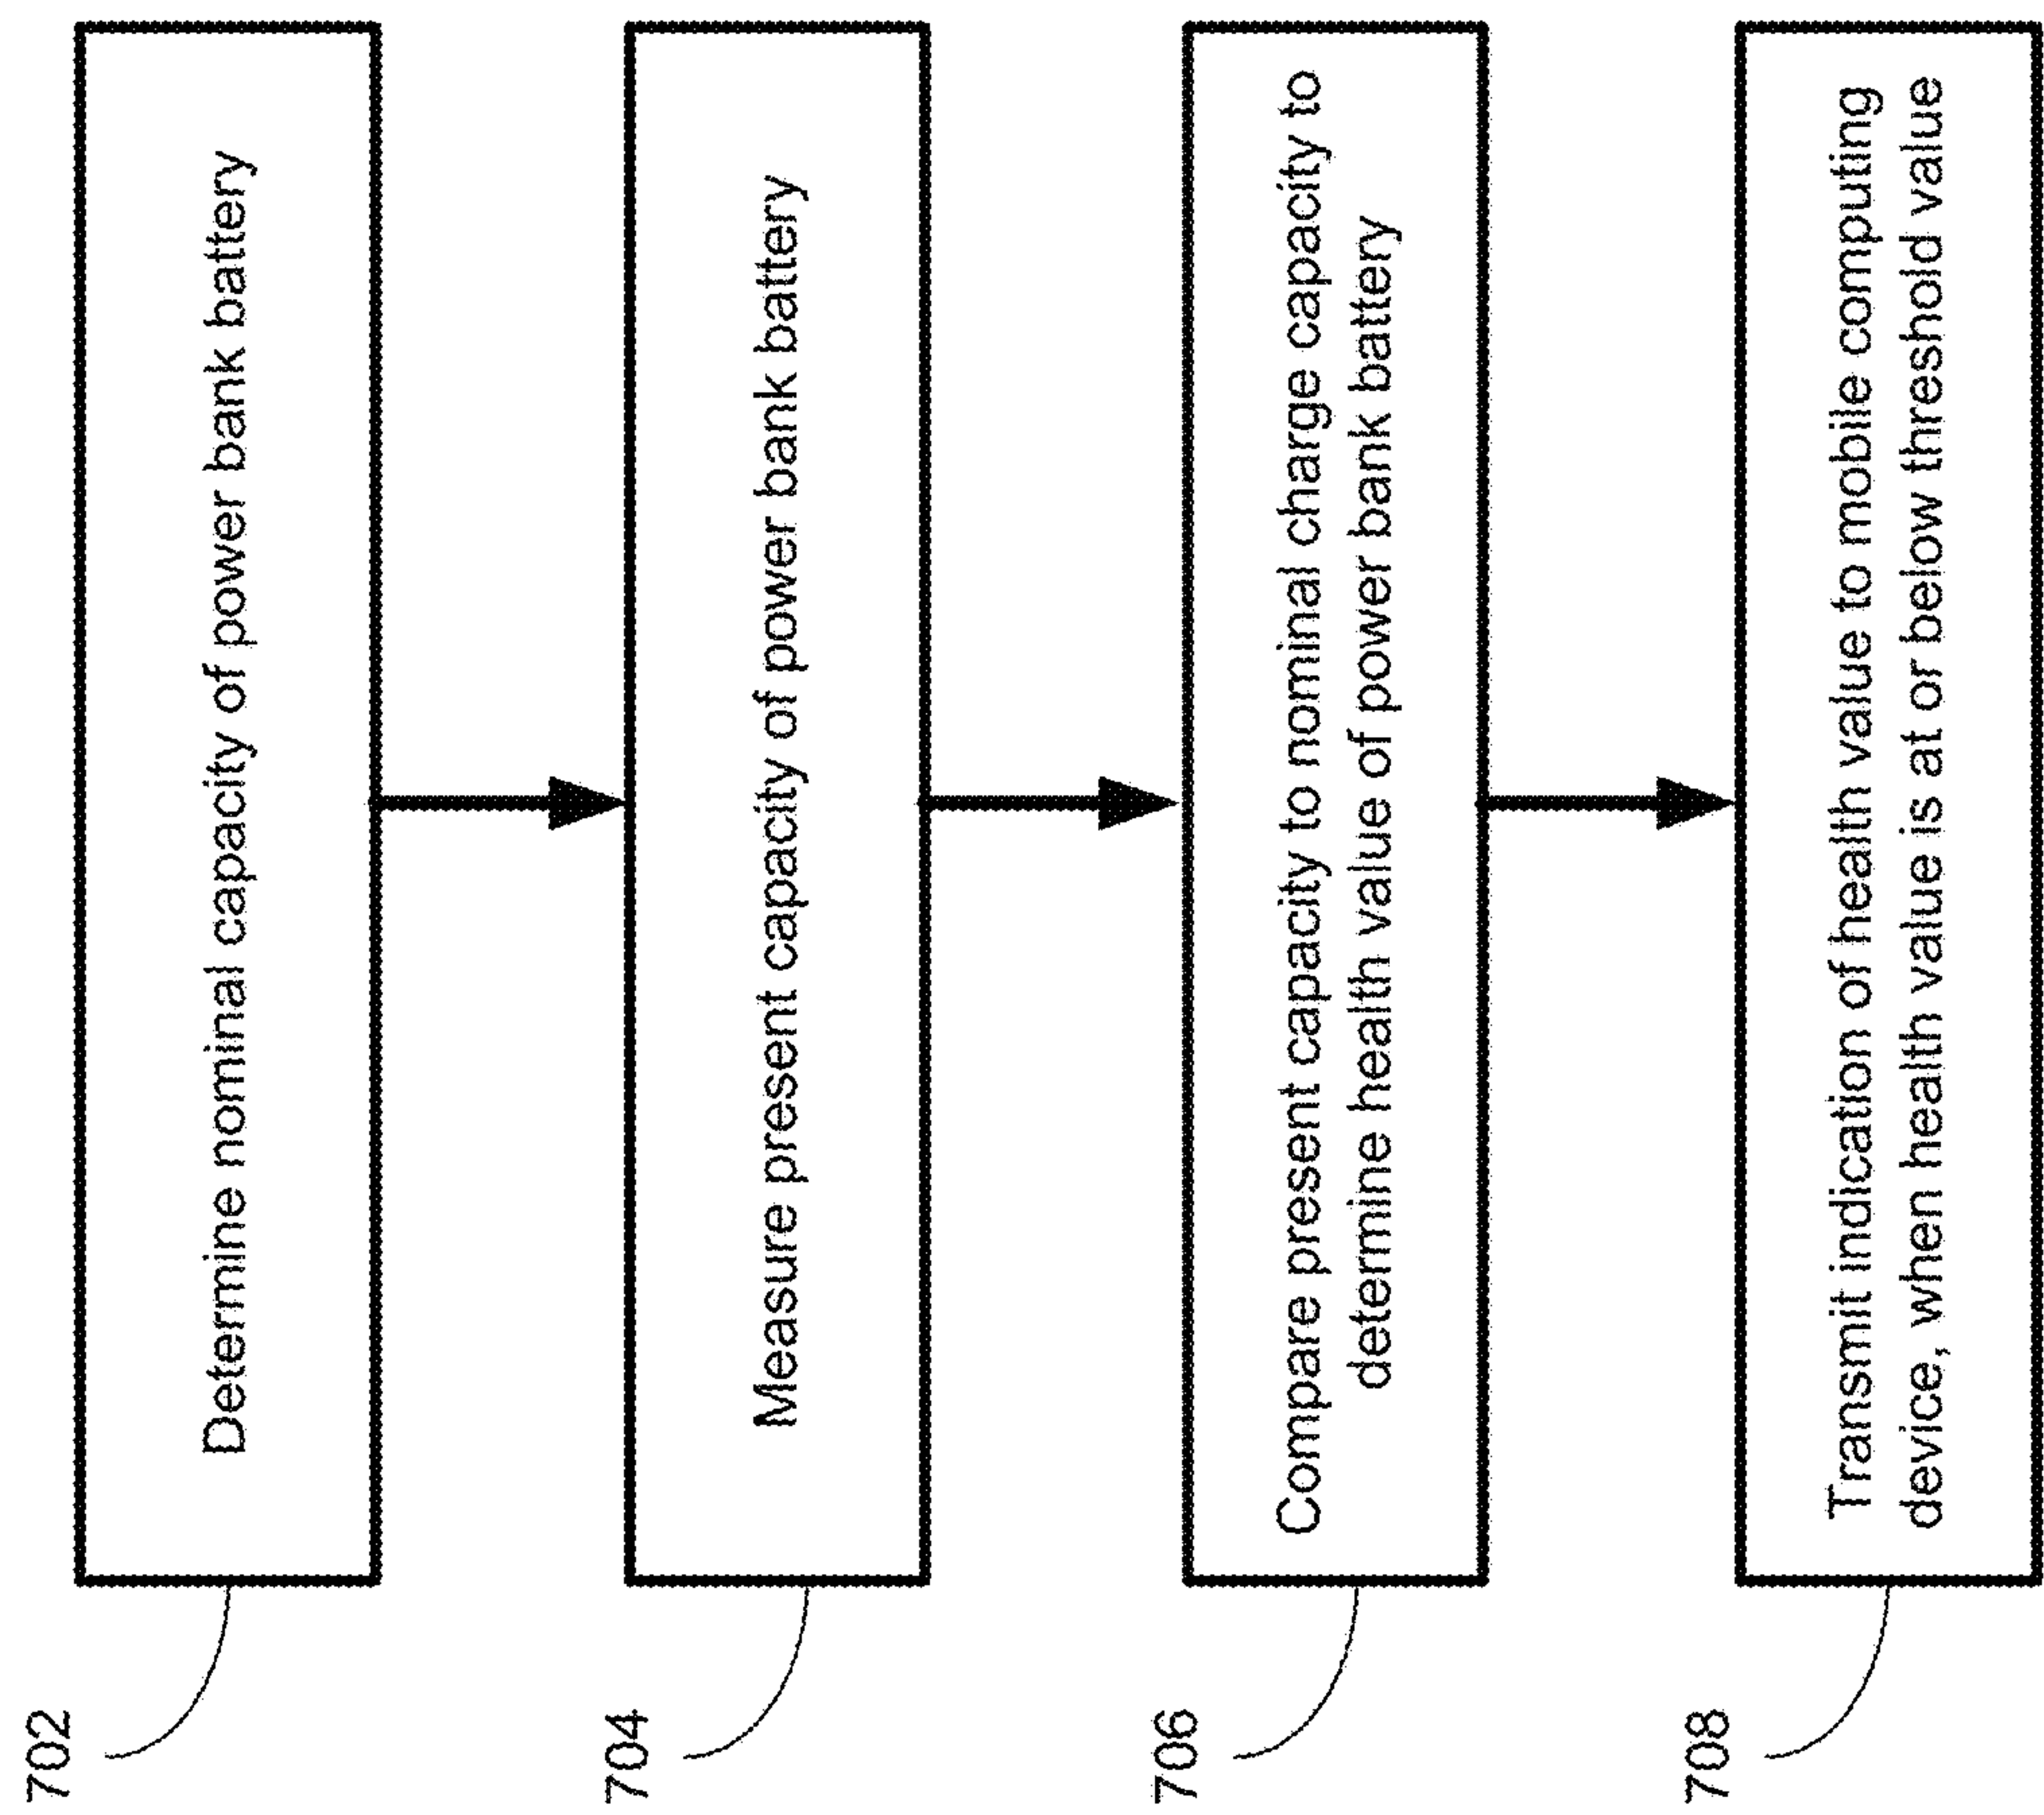 702
Determine nominal capacity of power bank battery
704
Measure present capacity of power bank battery
706
Compare present capacity to nominal charge capacity to
determine health value of power bank battery
708
Transmit indication of health value to mobile computing
device, when health value is at or below threshold value